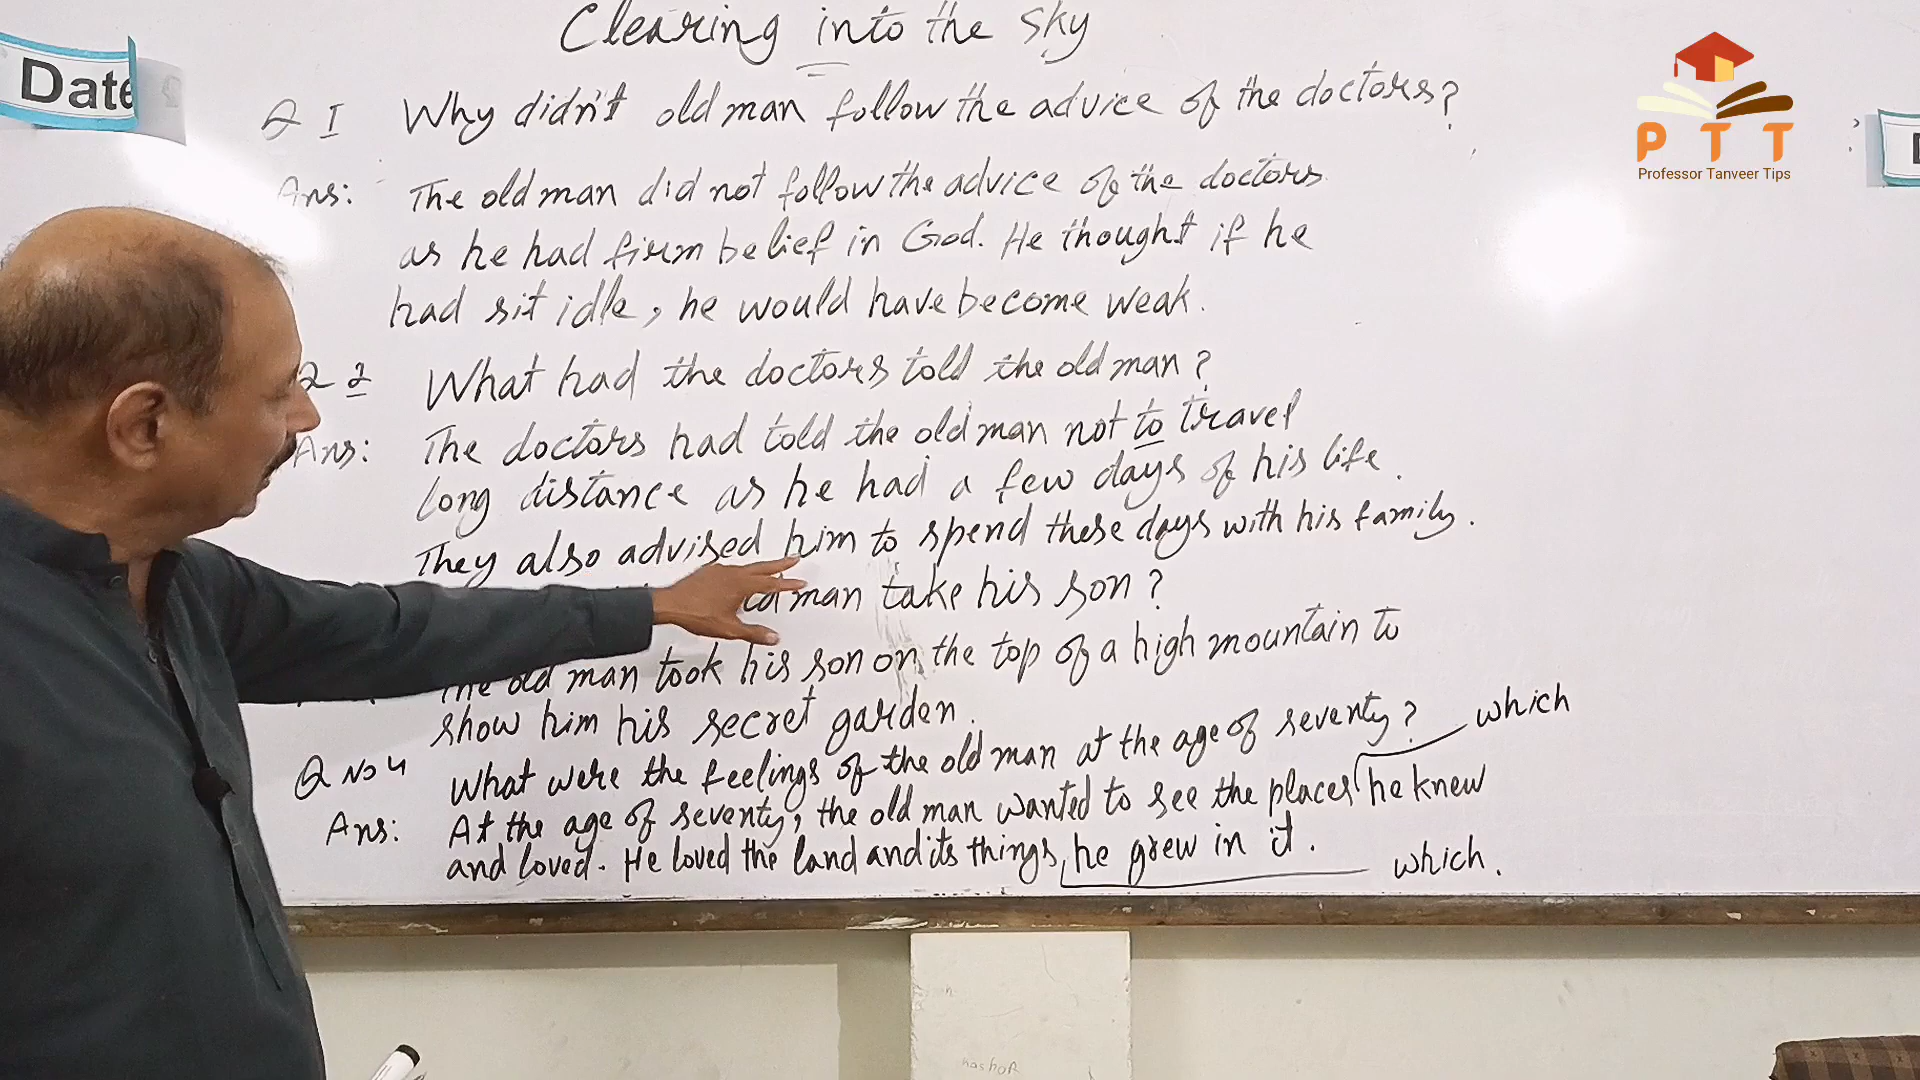 Clearing into the sky
Date
P T T
Professor Tanveer Tips
Q 1 Why didn't old man follow the advice of the doctors?
Ans: The old man did not follow the advice of the doctors
as he had firm belief in God. He thought if he
had sit idle, he would have become weak.
Q 2 What had the doctors told the old man?
Ans: The doctors had told the old man not to travel
long distance as he had a few days of his life.
They also advised him to spend these days with his family.
old man take his son?
The old man took his son on the top of a high mountain to
show him his secret garden.
Q No 4 What were the feelings of the old man at the age of seventy? which
Ans: At the age of seventy, the old man wanted to see the places he knew
and loved. He loved the land and its things, he grew in it. which.